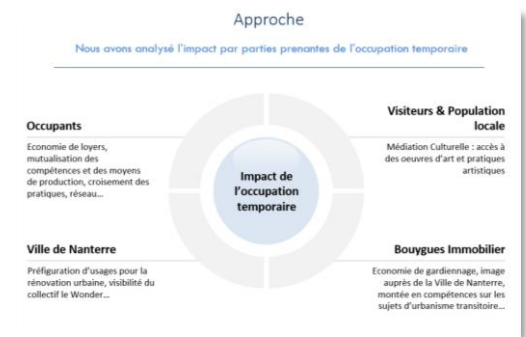 Approche
Nous avons analysé l'impact par parties prenantes de l'occupation temporaire
Occupants
Economie de loyers,
mutualisation des
compétences et des moyens
de production, croisement des
pratiques, réseau...
Visiteurs & Population
locale
Médiation Culturelle : accès à
des oeuvres d'art et pratiques
artistiques
Impact de
l'occupation
temporaire
Ville de Nanterre
Préfiguration d'usages pour la
rénovation urbaine, visibilité du
collectif le Wonder...
Bouygues Immobilier
Economie de gardiennage, image
auprès de la Ville de Nanterre,
montée en compétences sur les
sujets d'urbanisme transitoire...